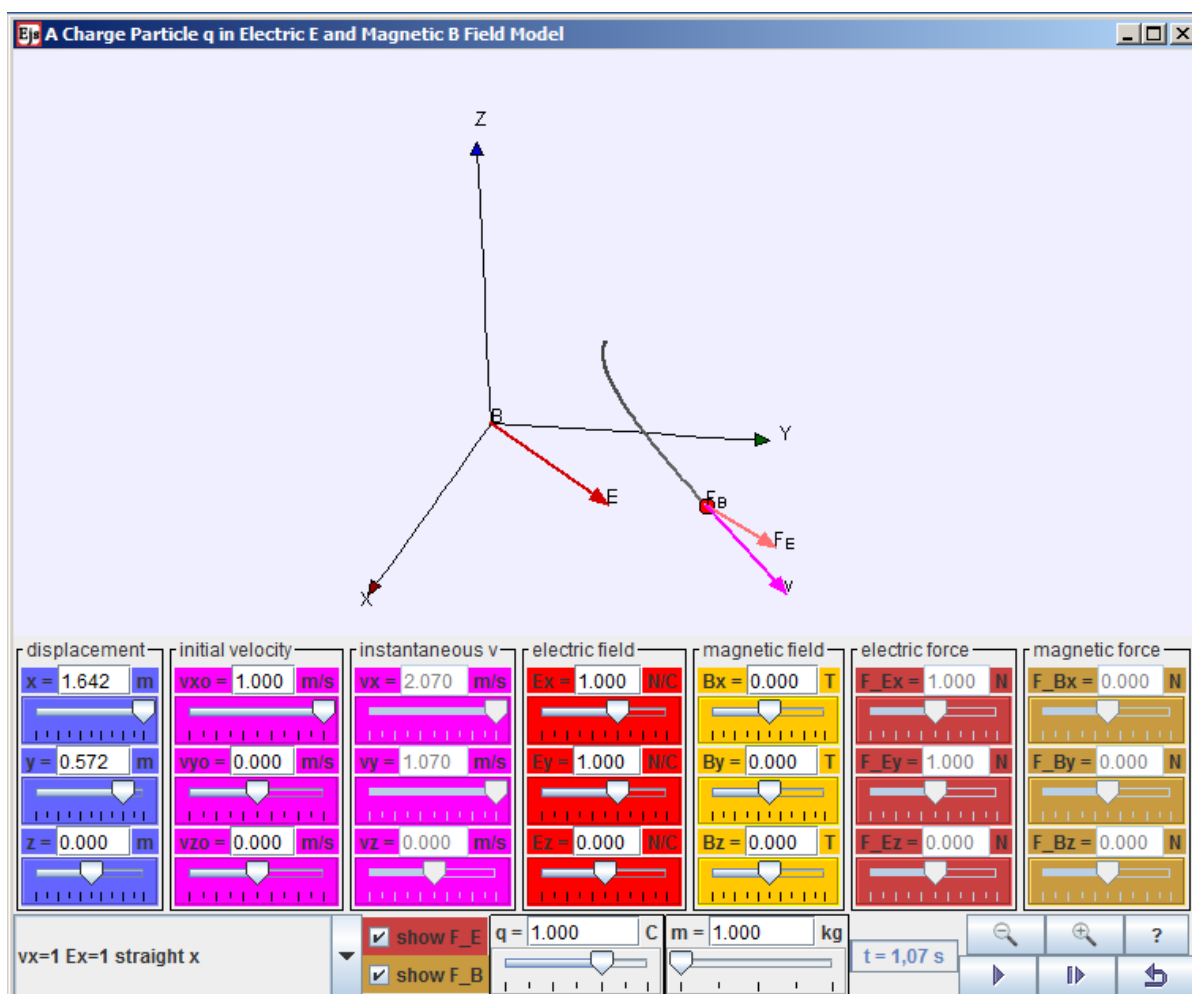 Ejs A Charge Particle q in Electric E and Magnetic B Field Model
Z
B
Y
E
F B
F E
X
v
displacement initial velocity instantaneous v electric field magnetic field electric force magnetic force
x = 1.642 m vxo = 1.000 m/s vx = 2.070 m/s Ex = 1.000 N/C Bx = 0.000 T F_Ex = 1.000 N F_Bx = 0.000 N
y = 0.572 m vyo = 0.000 m/s vy = 1.070 m/s Ey = 1.000 N/C By = 0.000 T F_Ey = 1.000 N F_By = 0.000 N
z = 0.000 m vzo = 0.000 m/s vz = 0.000 m/s Ez = 0.000 N/C Bz = 0.000 T F_Ez = 0.000 N F_Bz = 0.000 N
vx=1 Ex=1 straight x show F_E q = 1.000 C m = 1.000 kg t = 1,07 s ?
show F_B